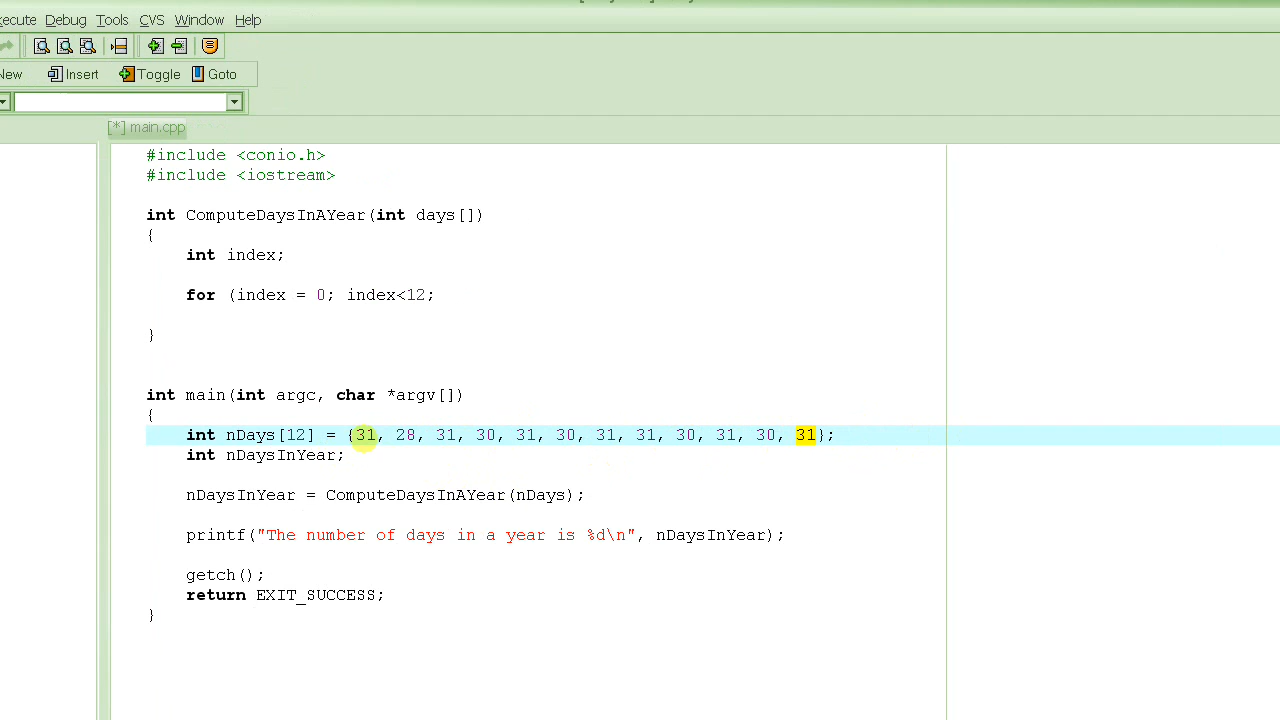 xecute Debug Tools CVS Window Help
New Insert Toggle Goto
[*] main.cpp
#include <conio.h>
#include <iostream>
int ComputeDaysInAYear(int days[])
{
int index;
for (index = 0; index<12;
}
int main(int argc, char *argv[])
{
int nDays[12] = {31, 28, 31, 30, 31, 30, 31, 31, 30, 31, 30, 31};
int nDaysInYear;
nDaysInYear = ComputeDaysInAYear(nDays);
printf("The number of days in a year is %d\n", nDaysInYear);
getch();
return EXIT_SUCCESS;
}